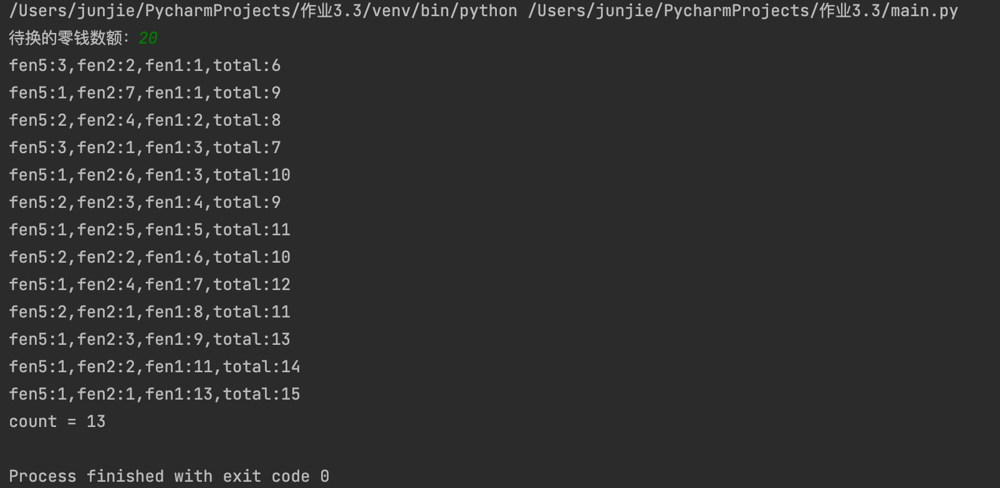 /Users/junjie/PycharmProjects/作业3.3/venv/bin/python /Users/junjie/PycharmProjects/作业3.3/main.py
待换的零钱数额：20
fen5:3,fen2:2,fen1:1,total:6
fen5:1,fen2:7,fen1:1,total:9
fen5:2,fen2:4,fen1:2,total:8
fen5:3,fen2:1,fen1:3,total:7
fen5:1,fen2:6,fen1:3,total:10
fen5:2,fen2:3,fen1:4,total:9
fen5:1,fen2:5,fen1:5,total:11
fen5:2,fen2:2,fen1:6,total:10
fen5:1,fen2:4,fen1:7,total:12
fen5:2,fen2:1,fen1:8,total:11
fen5:1,fen2:3,fen1:9,total:13
fen5:1,fen2:2,fen1:11,total:14
fen5:1,fen2:1,fen1:13,total:15
count = 13
Process finished with exit code 0